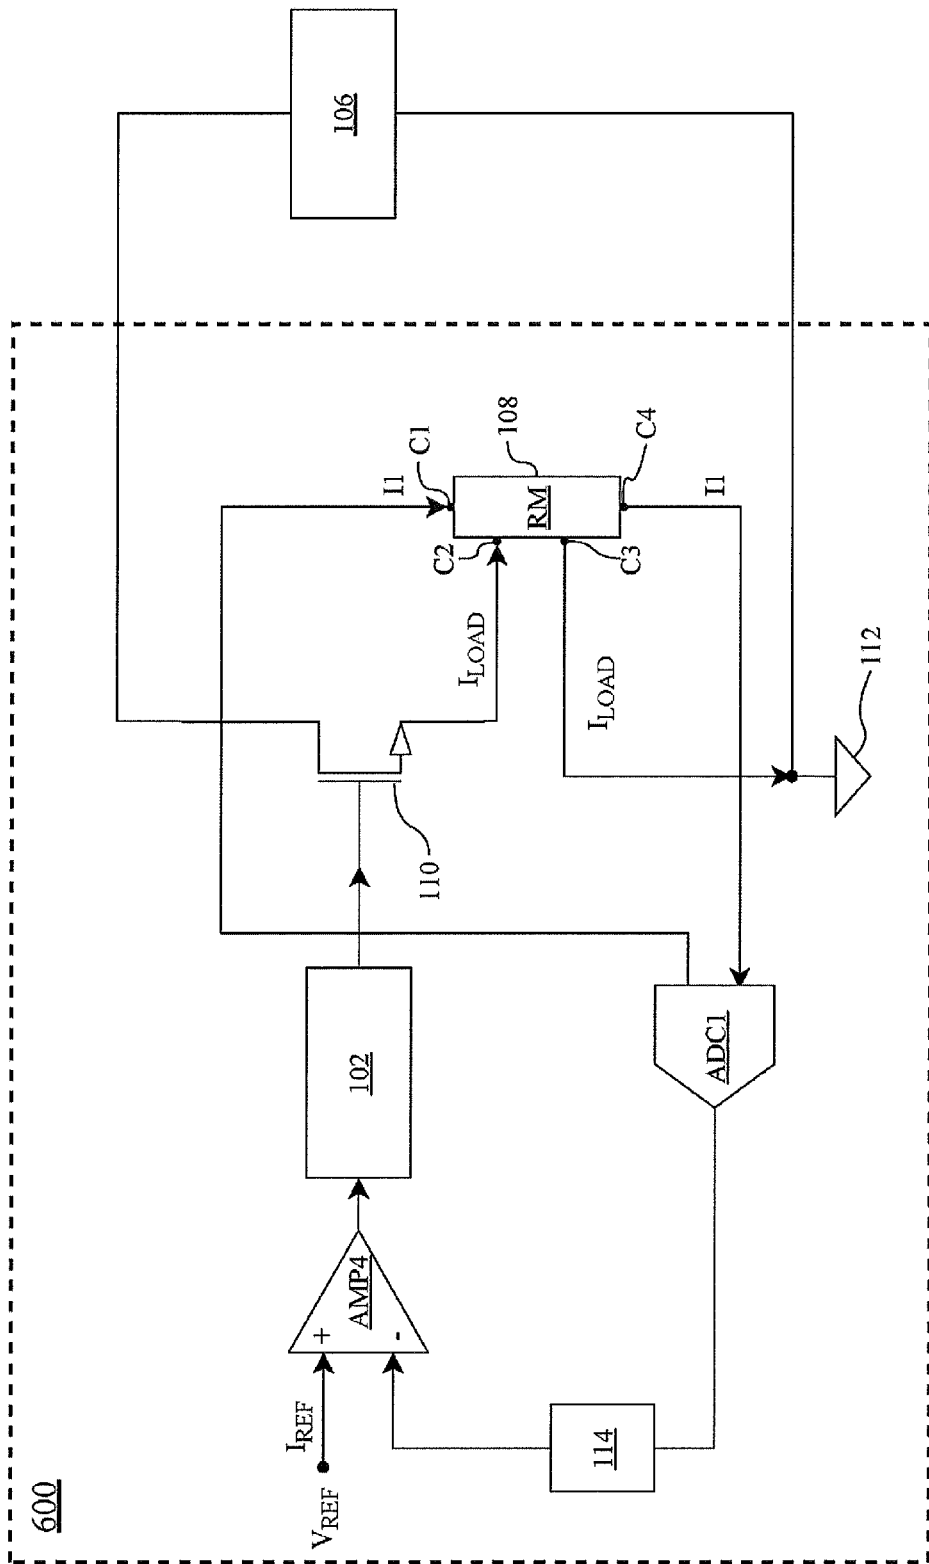 600
V_REF
I_REF
+
-
AMP4
102
110
I_LOAD
I1
C1
C2
RM
108
C3
C4
I_LOAD
I1
112
ADC1
114
106